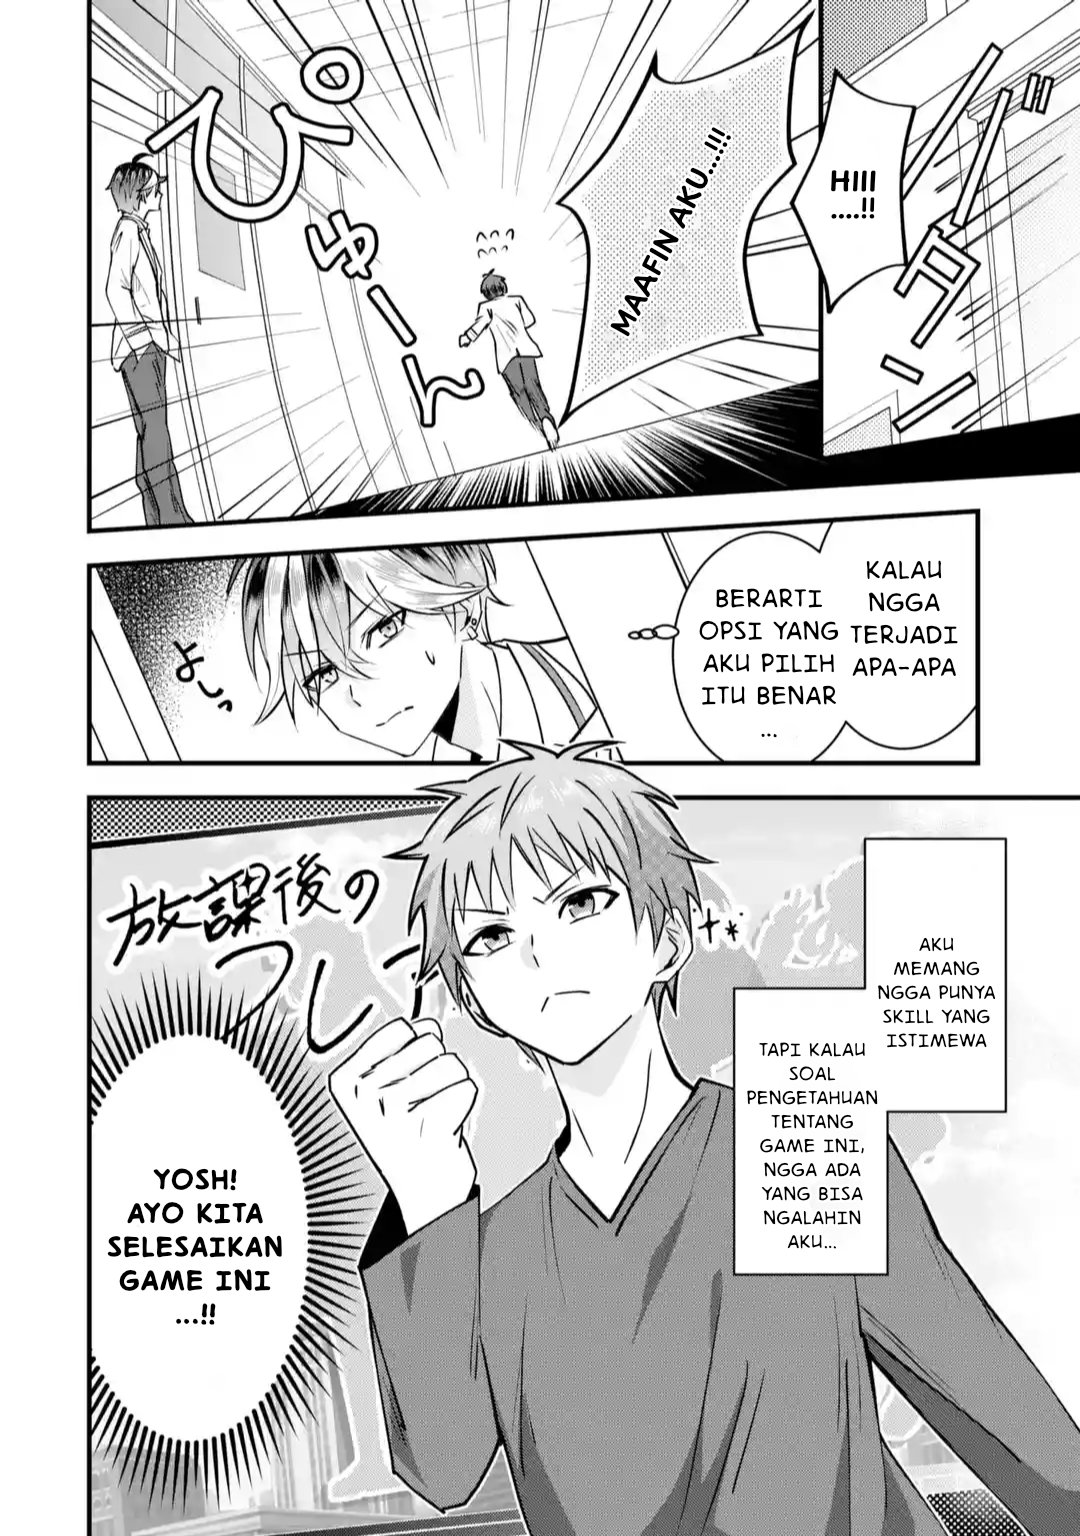 HIII
....!!
ガターン
MAAFIN AKU...!!!
ぴゅーん
KALAU
NGGA
TERJADI
APA-APA
BERARTI
OPSI YANG
AKU PILIH
ITU BENAR
...
よしっ
AKU
MEMANG
NGGA PUNYA
SKILL YANG
ISTIMEWA
TAPI KALAU
SOAL
PENGETAHUAN
TENTANG
GAME INI,
NGGA ADA
YANG BISA
NGALAHIN
AKU...
放課後の
YOSH!
AYO KITA
SELESAIKAN
GAME INI
...!!